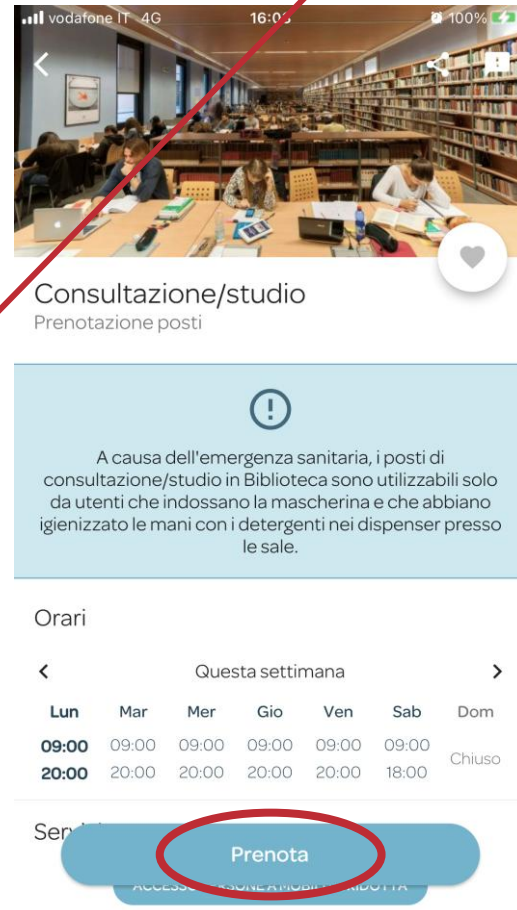 vodafone IT 4G
100%
Consultazione/studio
Prenotazione posti
A causa dell'emergenza sanitaria, i posti di
consultazione/studio in Biblioteca sono utilizzabili solo
da utenti che indossano la mascherina e che abbiano
igienizzato le mani con i detergenti nei dispenser presso
le sale.
Orari
Questa settimana
Lun Mar Mer Gio Ven Sab Dom
09:00 09:00 09:00 09:00 09:00 09:00
Chiuso
20:00 20:00 20:00 20:00 20:00 18:00
Prenota